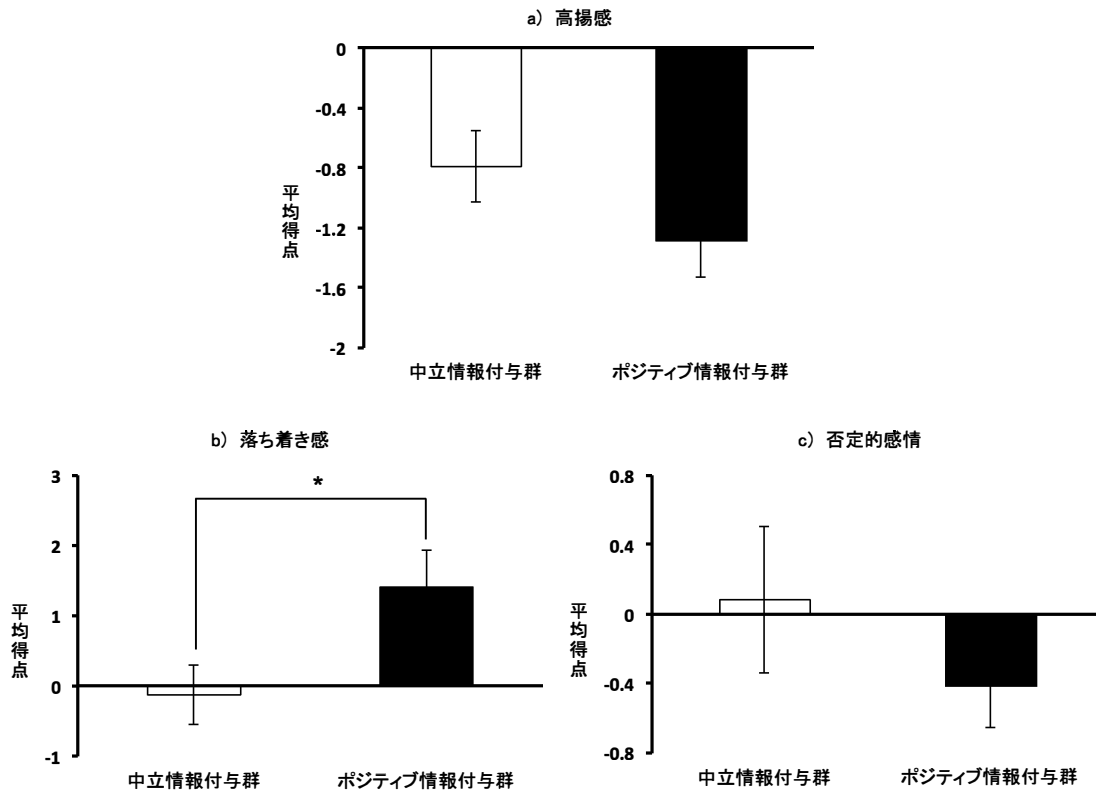 a) 高揚感
0
-0.4
-0.8
-1.2
-1.6
-2
平均得点
中立情報付与群 ポジティブ情報付与群
b) 落ち着き感
3
2
1
0
-1
*
平均得点
中立情報付与群 ポジティブ情報付与群
c) 否定的感情
0.8
0.4
0
-0.4
-0.8
平均得点
中立情報付与群 ポジティブ情報付与群